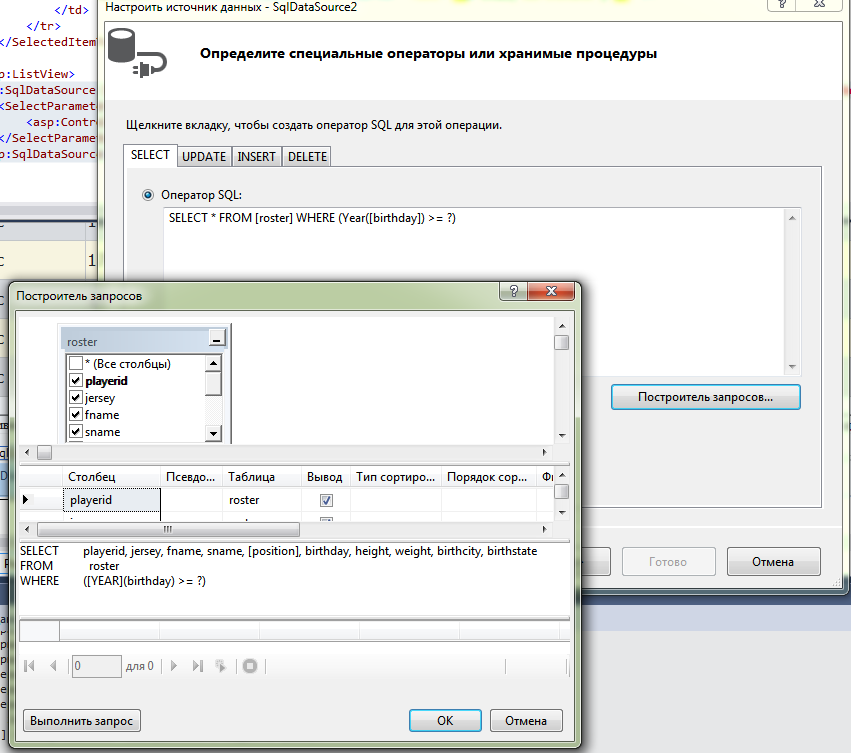 Настроить источник данных - SqlDataSource2
</td>
</tr>
</SelectedItem
p:ListView>
:SqlDataSource
<SelectParamet
<asp:Contr
</SelectParamet
p:SqlDataSourc
Определите специальные операторы или хранимые процедуры
Щелкните вкладку, чтобы создать оператор SQL для этой операции.
SELECT UPDATE INSERT DELETE
Оператор SQL:
SELECT * FROM [roster] WHERE (Year([birthday]) >= ?)
Построитель запросов...
Готово Отмена
Построитель запросов
roster
* (Все столбцы)
playerid
jersey
fname
sname
Столбец Псевдо... Таблица Вывод Тип сортиро... Порядок сор...
playerid roster
SELECT playerid, jersey, fname, sname, [position], birthday, height, weight, birthcity, birthstate
FROM roster
WHERE ([YEAR](birthday) >= ?)
0 для 0
Выполнить запрос OK Отмена